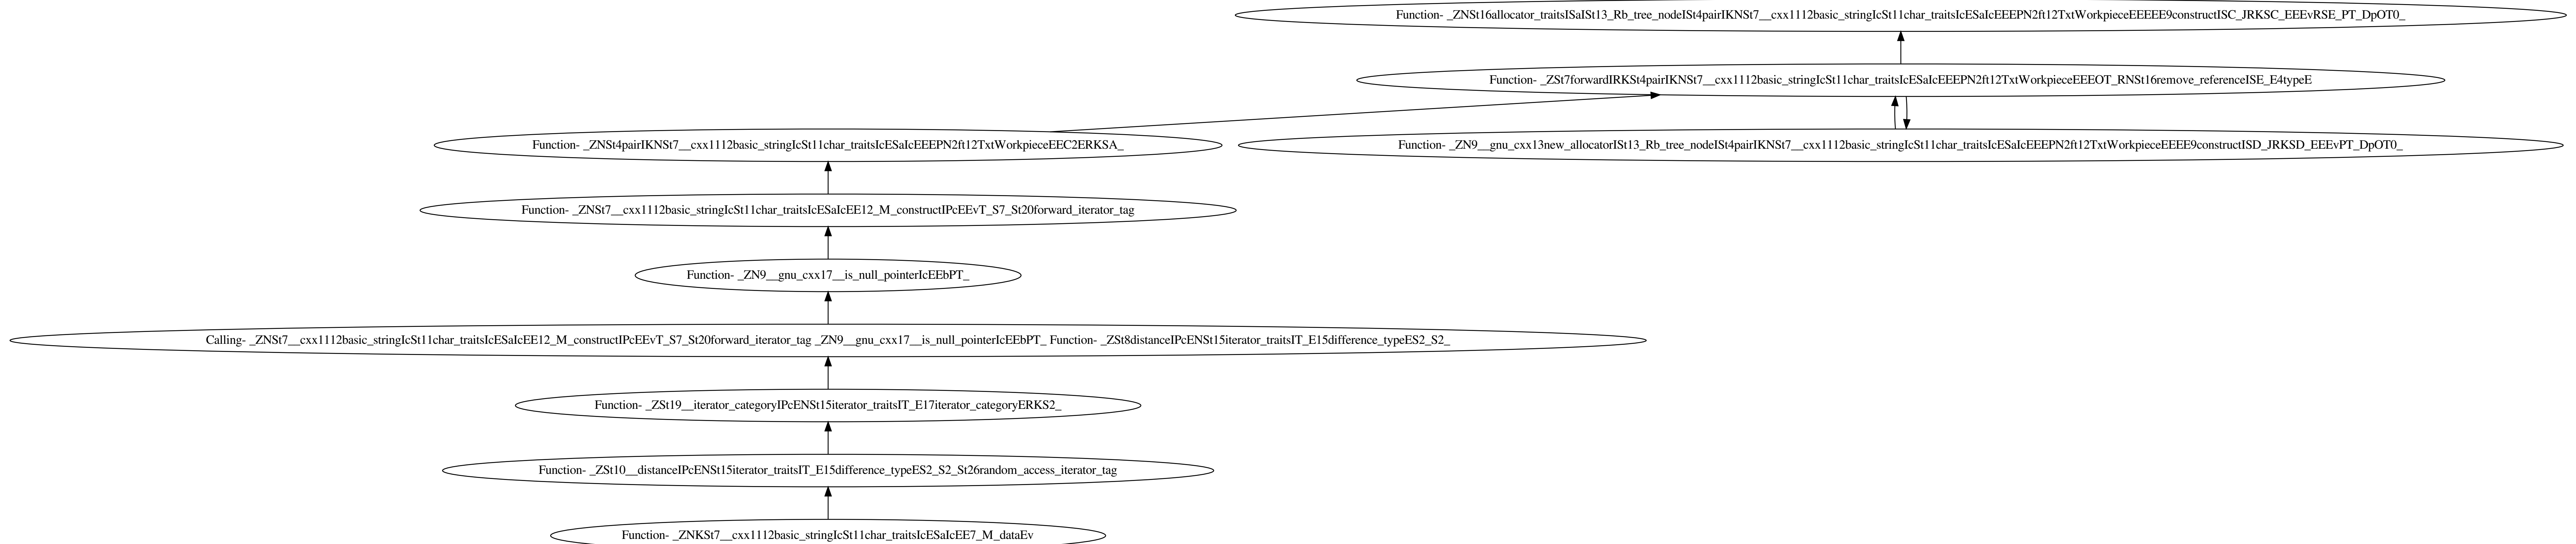 Function- _ZNSt16allocator_traitsISaISt13_Rb_tree_nodeISt4pairIKNSt7__cxx1112basic_stringIcSt11char_traitsIcESaIcEEEPN2ft12TxtWorkpieceEEEEE9constructISC_JRKSC_EEEvRSE_PT_DpOT0_
Function- _ZSt7forwardIRKSt4pairIKNSt7__cxx1112basic_stringIcSt11char_traitsIcESaIcEEEPN2ft12TxtWorkpieceEEEOT_RNSt16remove_referenceISE_E4typeE
Function- _ZNSt4pairIKNSt7__cxx1112basic_stringIcSt11char_traitsIcESaIcEEEPN2ft12TxtWorkpieceEEC2ERKSA_
Function- _ZN9__gnu_cxx13new_allocatorISt13_Rb_tree_nodeISt4pairIKNSt7__cxx1112basic_stringIcSt11char_traitsIcESaIcEEEPN2ft12TxtWorkpieceEEEE9constructISD_JRKSD_EEEvPT_DpOT0_
Function- _ZNSt7__cxx1112basic_stringIcSt11char_traitsIcESaIcEE12_M_constructIPcEEvT_S7_St20forward_iterator_tag
Function- _ZN9__gnu_cxx17__is_null_pointerIcEEbPT_
Calling- _ZNSt7__cxx1112basic_stringIcSt11char_traitsIcESaIcEE12_M_constructIPcEEvT_S7_St20forward_iterator_tag _ZN9__gnu_cxx17__is_null_pointerIcEEbPT_ Function- _ZSt8distanceIPcENSt15iterator_traitsIT_E15difference_typeES2_S2_
Function- _ZSt19__iterator_categoryIPcENSt15iterator_traitsIT_E17iterator_categoryERKS2_
Function- _ZSt10__distanceIPcENSt15iterator_traitsIT_E15difference_typeES2_S2_St26random_access_iterator_tag
Function- _ZNKSt7__cxx1112basic_stringIcSt11char_traitsIcESaIcEE7_M_dataEv